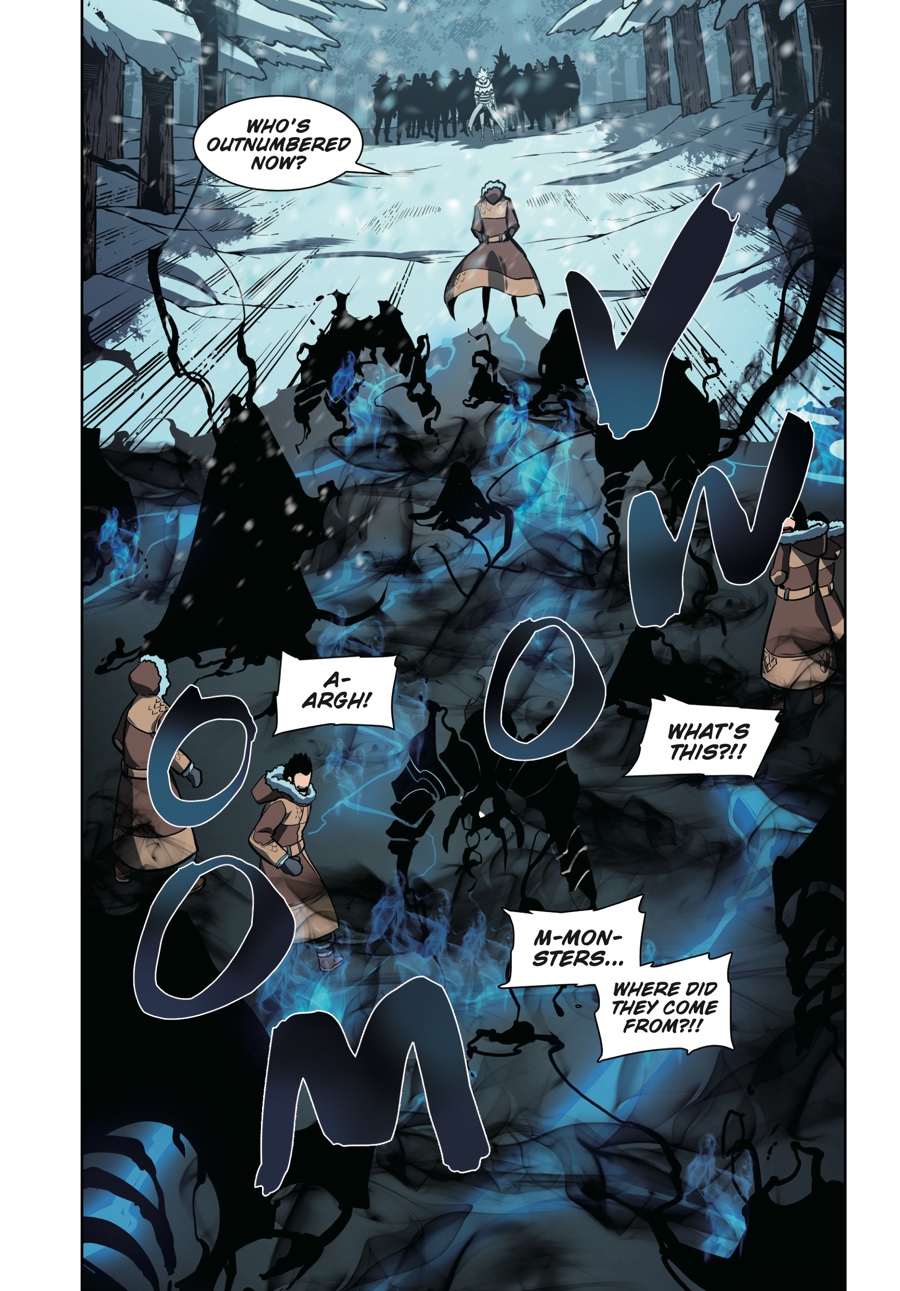 WHO'S
OUTNUMBERED
NOW?
VWOOOM
A-
ARGH!
WHAT'S
THIS?!!
M-MON-
STERS...
WHERE DID
THEY COME
FROM?!!